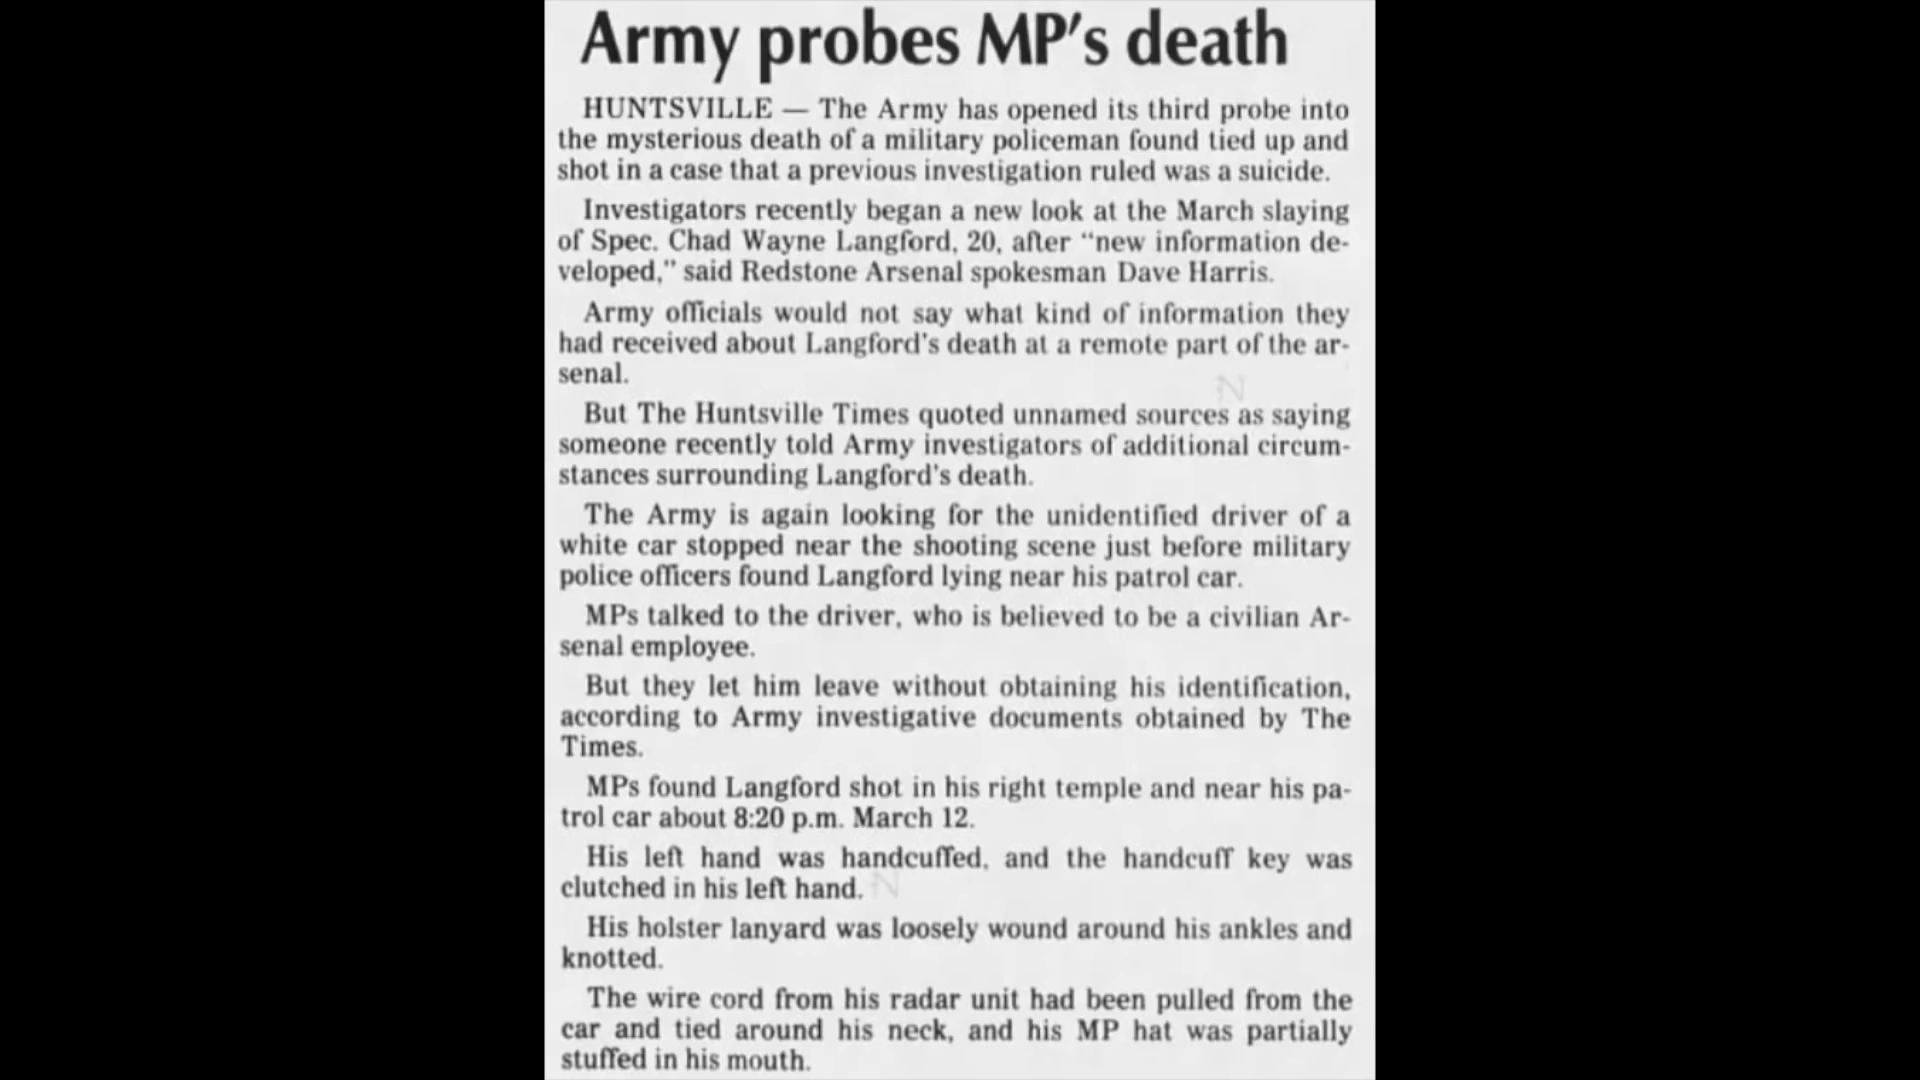 Army probes MP's death
HUNTSVILLE — The Army has opened its third probe into
the mysterious death of a military policeman found tied up and
shot in a case that a previous investigation ruled was a suicide.
Investigators recently began a new look at the March slaying
of Spec. Chad Wayne Langford, 20, after "new information de-
veloped," said Redstone Arsenal spokesman Dave Harris.
Army officials would not say what kind of information they
had received about Langford's death at a remote part of the ar-
senal.
But The Huntsville Times quoted unnamed sources as saying
someone recently told Army investigators of additional circum-
stances surrounding Langford's death.
The Army is again looking for the unidentified driver of a
white car stopped near the shooting scene just before military
police officers found Langford lying near his patrol car.
MPs talked to the driver, who is believed to be a civilian Ar-
senal employee.
But they let him leave without obtaining his identification,
according to Army investigative documents obtained by The
Times.
MPs found Langford shot in his right temple and near his pa-
trol car about 8:20 p.m. March 12.
His left hand was handcuffed, and the handcuff key was
clutched in his left hand.
His holster lanyard was loosely wound around his ankles and
knotted.
The wire cord from his radar unit had been pulled from the
car and tied around his neck, and his MP hat was partially
stuffed in his mouth.